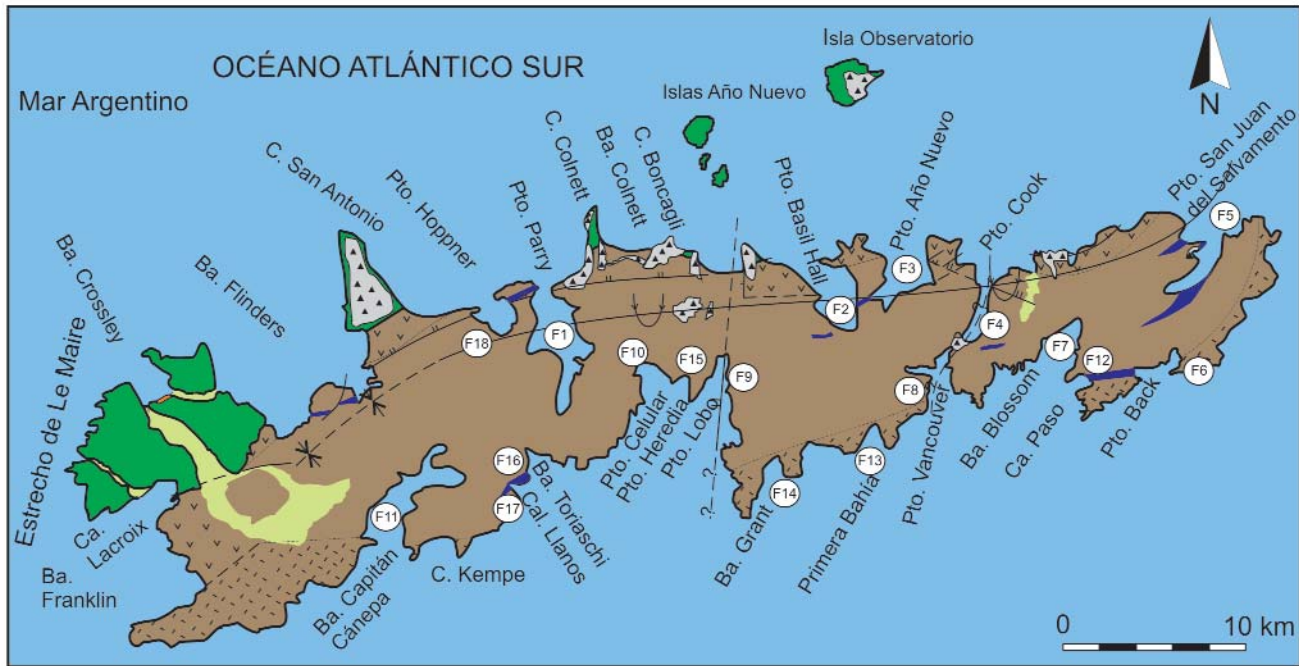 Isla Observatorio
OCÉANO ATLÁNTICO SUR
Mar Argentino
Islas Año Nuevo
N
C. San Antonio
Pto. Hoppner
Pto. Parry
C. Colnett
Ba. Colnett
C. Boncagli
Pto. Basil Hall
Pto. Año Nuevo
Pto. Cook
Pto. San Juan
del Salvamento
Ba. Crossley
Ba. Flinders
Estrecho de Le Maire
F5
F3
F2
F4
F1
F18
F10
F15
F9
F8
F7
F12
F6
F16
F17
F11
F14
F13
Ca.
Lacroix
Ba.
Franklin
Ba. Capitán
Cánepa
C. Kempe
Ba. Toriaschi
Cal. Llanos
Pto. Celular
Pto. Heredia
Pto. Lobo
Ba. Grant
Primera Bahía
Pto. Vancouver
Ba. Blossom
Ca. Paso
Pto. Back
?
?
0 10 km